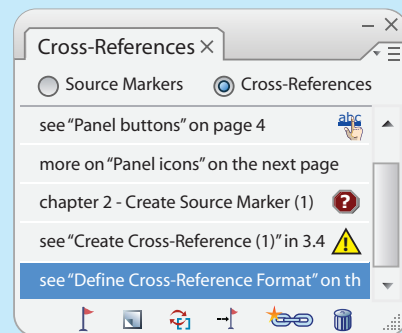 Cross-References
Source Markers Cross-References
see “Panel buttons” on page 4
abc
more on “Panel icons” on the next page
chapter 2 - Create Source Marker (1) ?
see “Create Cross-Reference (1)” in 3.4 !
see “Define Cross-Reference Format” on th